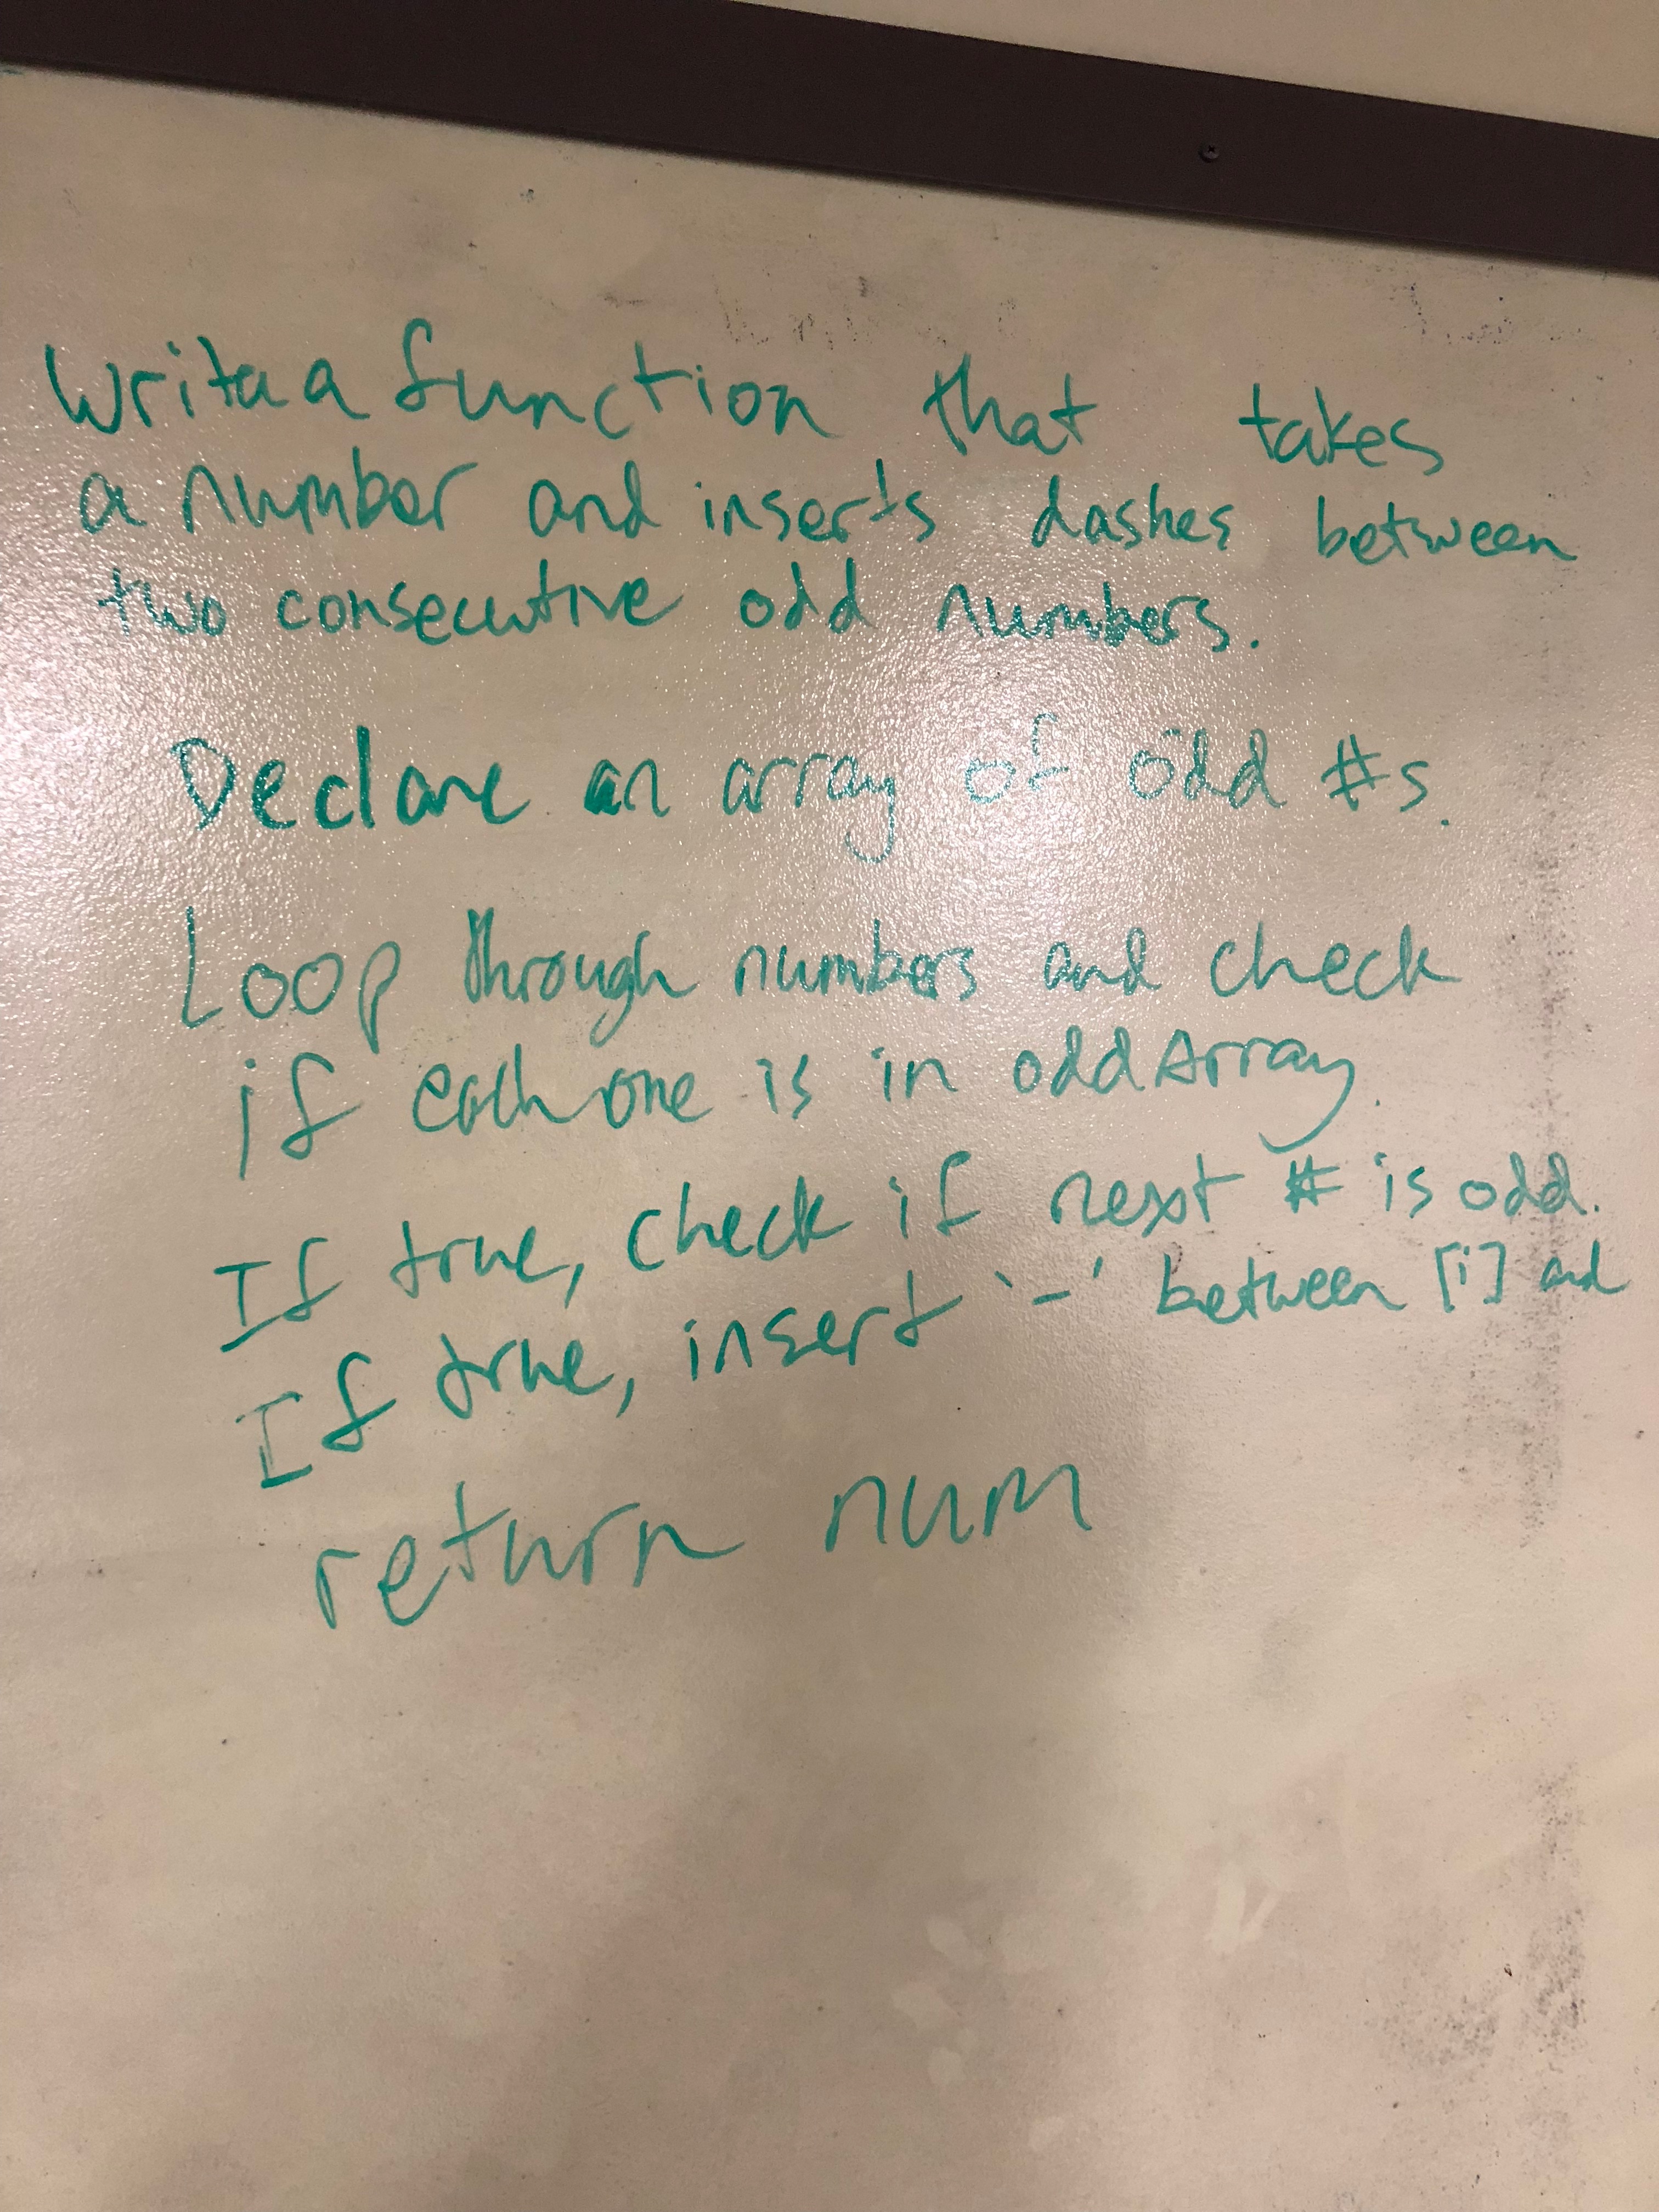 Write a function that takes
a number and inserts dashes between
two consecutive odd numbers.
Declare an array of odd #s.
Loop through numbers and check
if each one is in oddArray.
If true, check if next # is odd.
If true, insert '-' between [i] and
return num